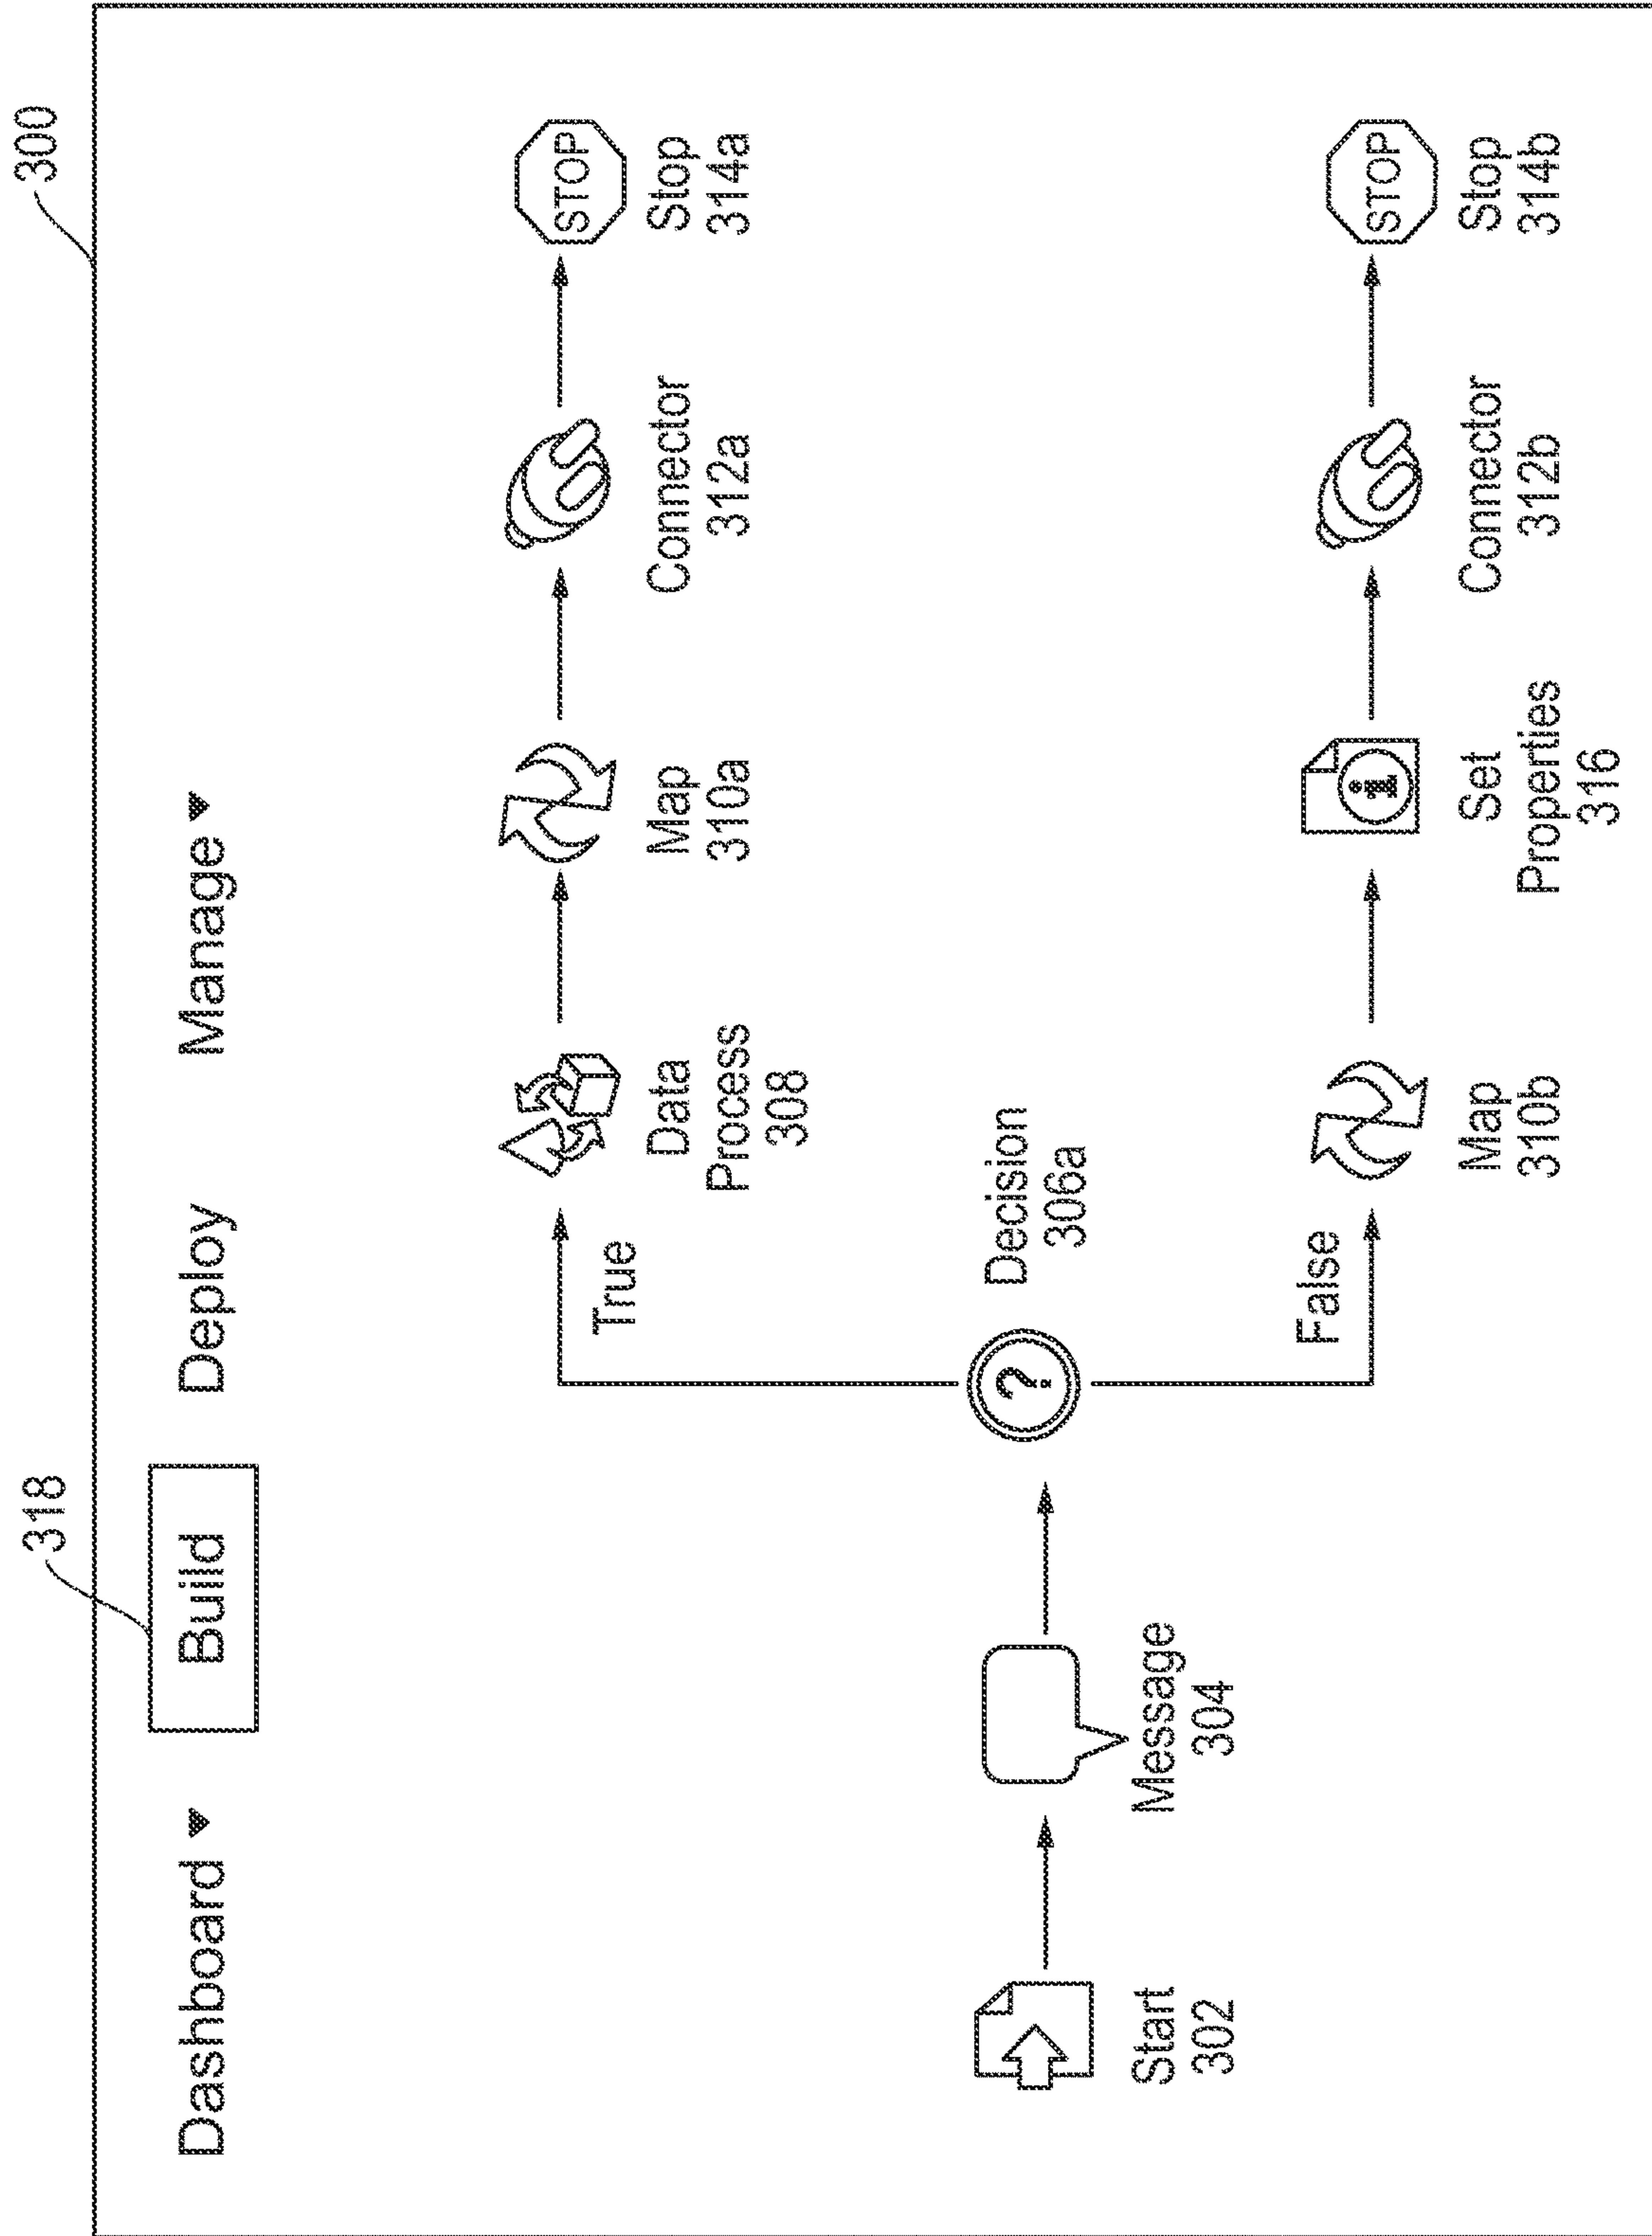 300
318
Dashboard ▼
Build
Deploy
Manage ▼
True
Data
Process
308
Map
310a
Connector
312a
STOP
Stop
314a
Start
302
Message
304
?
Decision
306a
False
Map
310b
i
Set
Properties
316
Connector
312b
STOP
Stop
314b